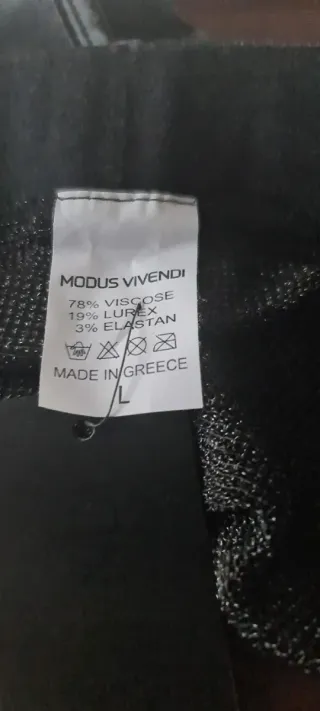 MODUS VIVENDI
78% VISCOSE
19% LUREX
3% ELASTAN
MADE IN GREECE
L